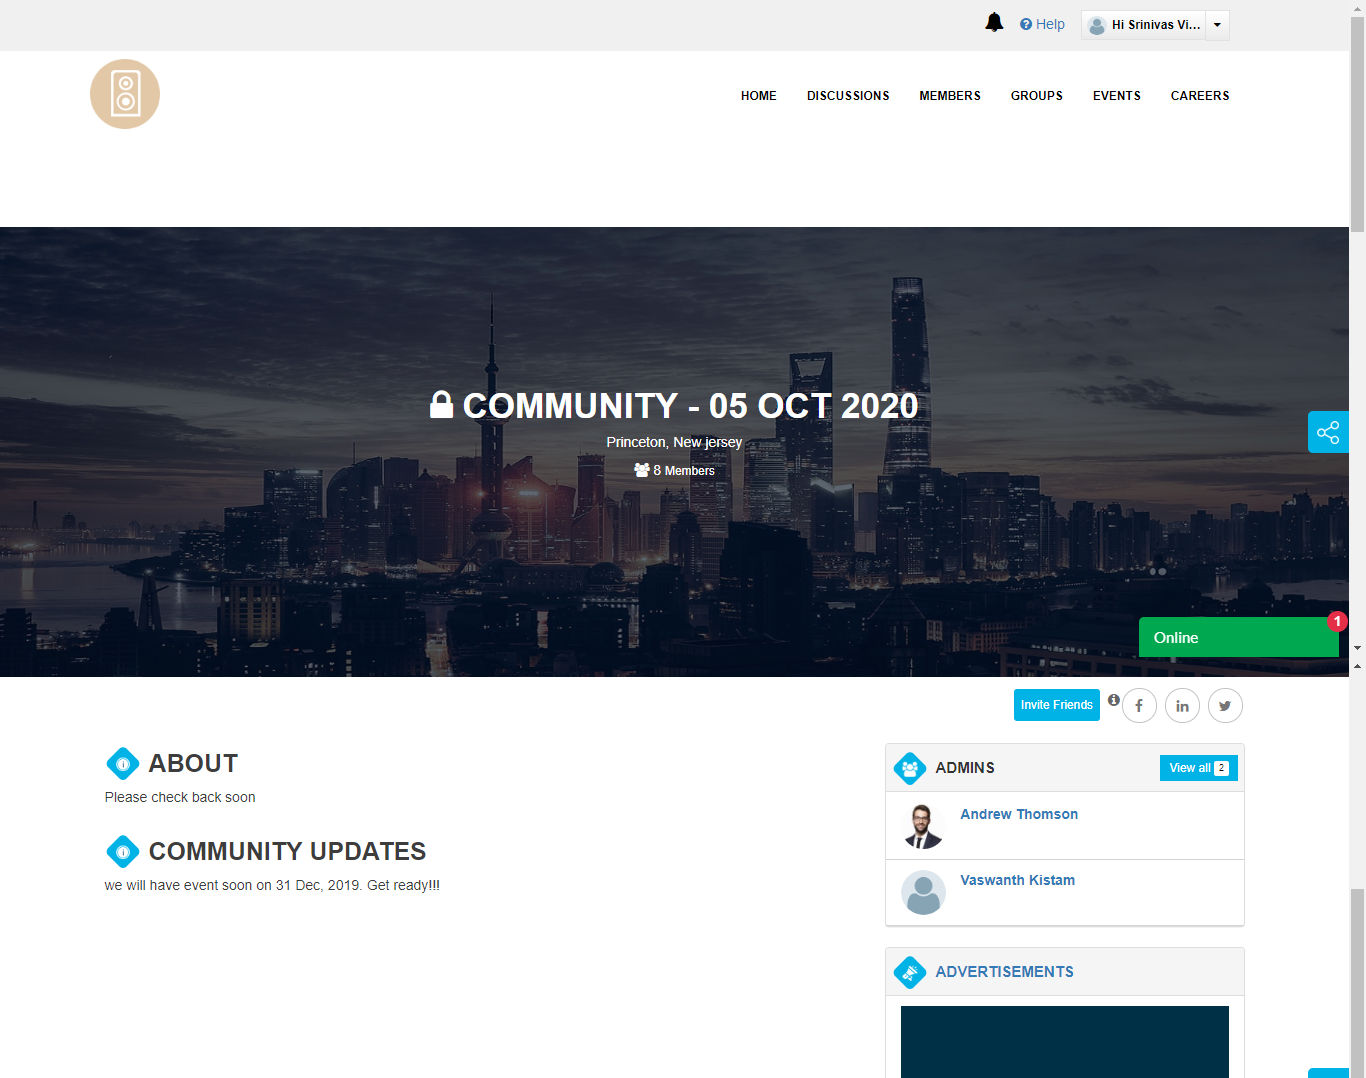 Help
Hi Srinivas Vi...
HOME
DISCUSSIONS
MEMBERS
GROUPS
EVENTS
CAREERS
COMMUNITY - 05 OCT 2020
Princeton, New jersey
8 Members
Online
1
Invite Friends
ABOUT
Please check back soon
COMMUNITY UPDATES
we will have event soon on 31 Dec, 2019. Get ready!!!
ADMINS
View all 2
Andrew Thomson
Vaswanth Kistam
ADVERTISEMENTS